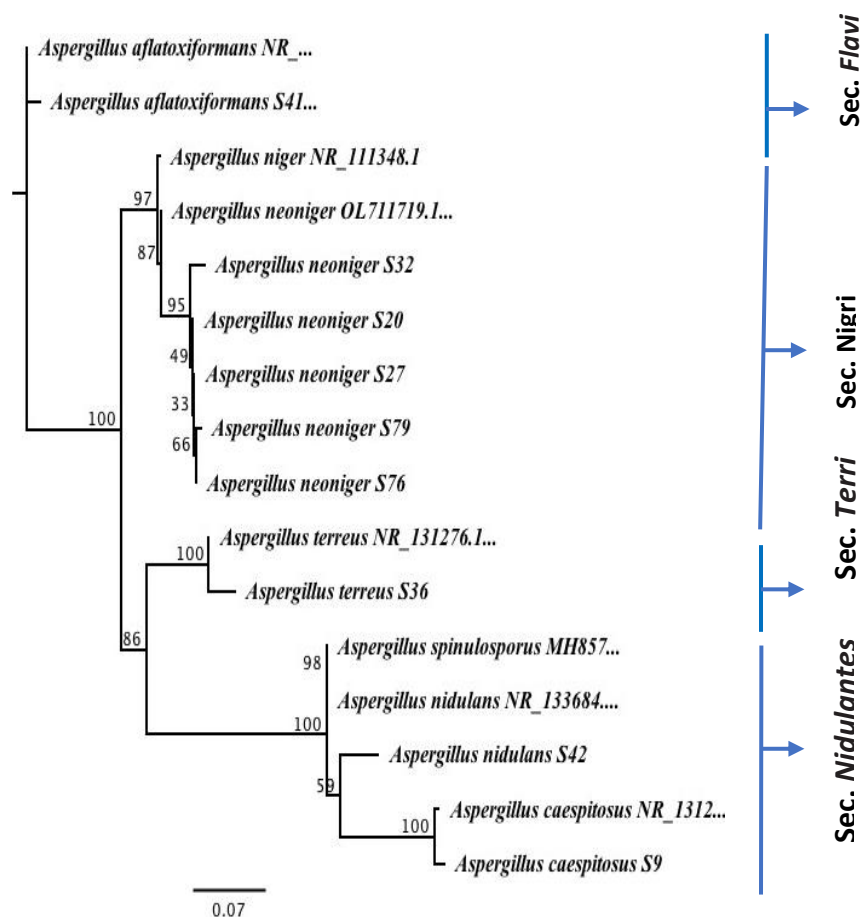 Aspergillus aflatoxiformans NR_...
Aspergillus aflatoxiformans S41...
Aspergillus niger NR_111348.1
97
Aspergillus neoniger OL711719.1...
87
Aspergillus neoniger S32
95
Aspergillus neoniger S20
49
Aspergillus neoniger S27
33
Aspergillus neoniger S79
100
66
Aspergillus neoniger S76
Aspergillus terreus NR_131276.1...
100
Aspergillus terreus S36
86
Aspergillus spinulosporus MH857...
98
Aspergillus nidulans NR_133684....
100
Aspergillus nidulans S42
59
Aspergillus caespitosus NR_1312...
100
Aspergillus caespitosus S9
0.07
Sec. Flavi
Sec. Nigri
Sec. Terri
Sec. Nidulantes